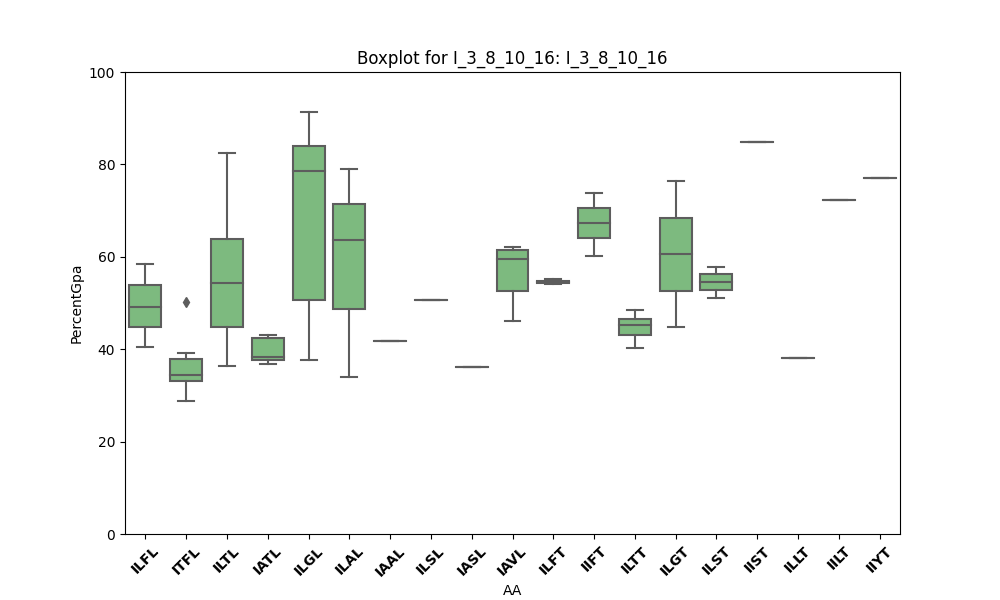 Boxplot for I_3_8_10_16: I_3_8_10_16
100
80
60
40
20
0
PercentGpa
ILFL ITFL ILTL IATL ILGL ILAL IAAL ILSL IASL IAVL ILFT IIFT ILTT ILGT ILST IIST ILLT IILT IIYT
AA